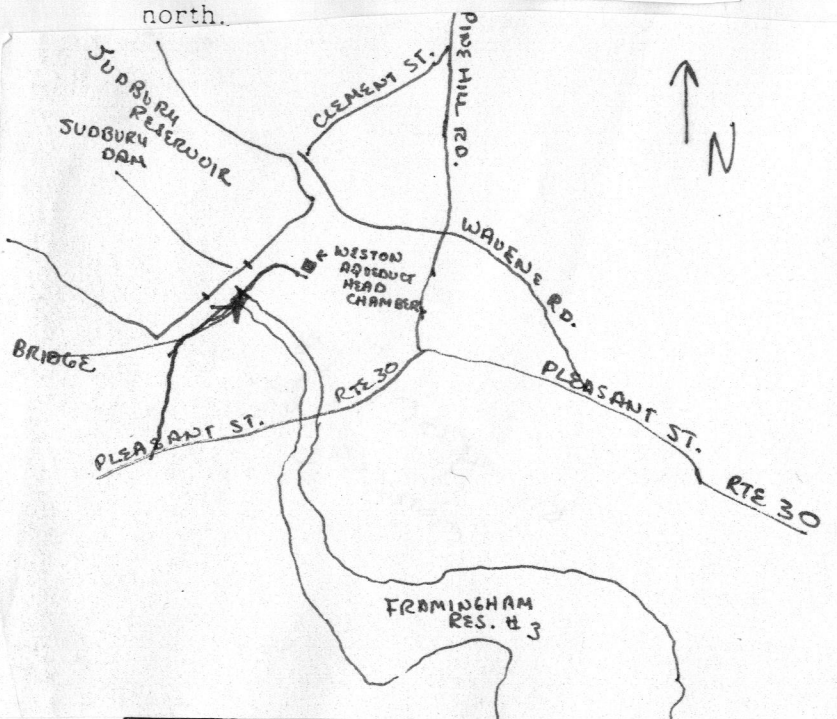 north.
SUDBURY
RESERVOIR
SUDBURY
DAM
CLEMENT ST.
PINE HILL RD.
N
WESTON
AQUEDUCT
HEAD
CHAMBER
WAVENE RD.
BRIDGE
PLEASANT ST.
RTE 30
PLEASANT ST.
RTE 30
FRAMINGHAM
RES. # 3